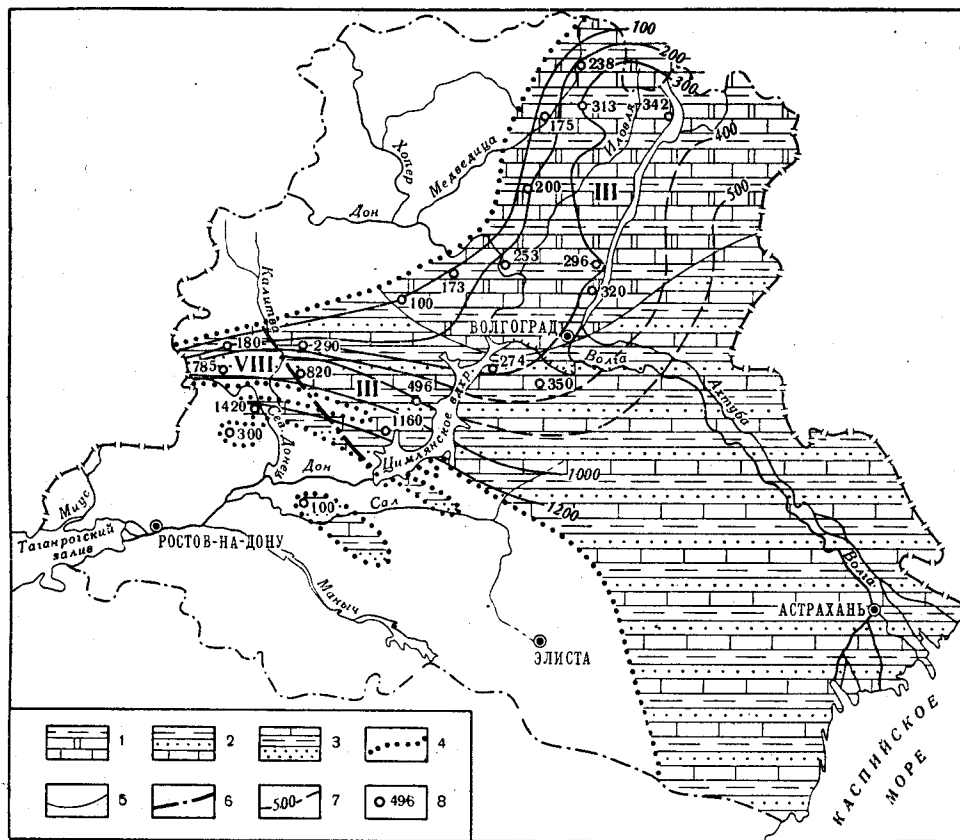 100
200
238
300
313
342
175
400
Хопер
Медведица
Иловля
200
III
500
Дон
253
296
173
Калитва
320
100
ВОЛГОГРАД
180
290
274
Волга
785
VIII
820
III
496
350
Ахтуба
1420
1160
Цимлянское вдхр.
300
Сев. Донец
Дон
1000
Сал
1200
100
Миус
Таганрогский
залив
РОСТОВ-НА-ДОНУ
Маныч
Волга
АСТРАХАНЬ
ЭЛИСТА
КАСПИЙСКОЕ
МОРЕ
1
2
3
4
5
6
500
7
496
8